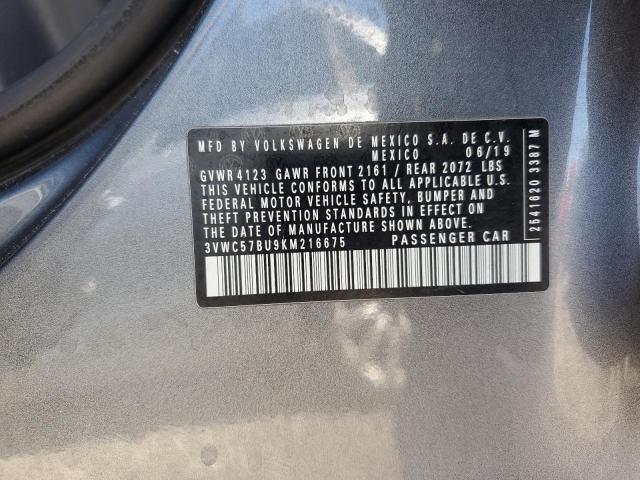 MFD BY VOLKSWAGEN DE MEXICO S.A. DE C.V.
MEXICO 06/19
GVWR 4123 GAWR FRONT 2161 / REAR 2072 LBS
THIS VEHICLE CONFORMS TO ALL APPLICABLE U.S.
FEDERAL MOTOR VEHICLE SAFETY, BUMPER AND
THEFT PREVENTION STANDARDS IN EFFECT ON
THE DATE OF MANUFACTURE SHOWN ABOVE
3VWC57BU9KM216675 PASSENGER CAR
2541620 3387 M